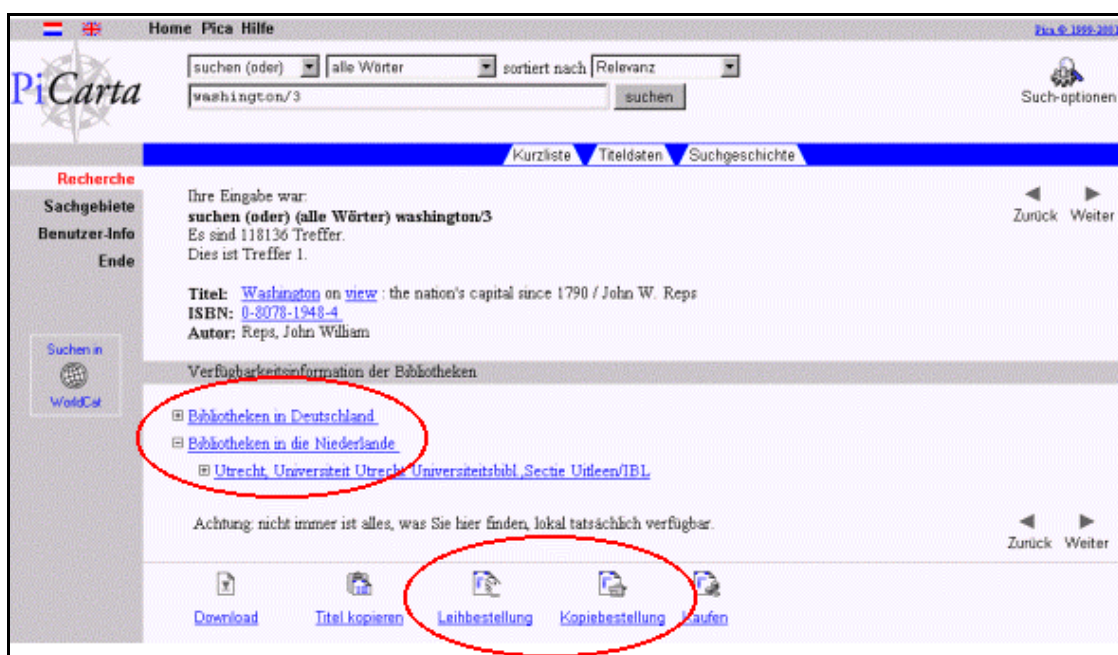 Home Pica Hilfe
Pica © 1999-2001
PiCarta
suchen (oder) alle Wörter sortiert nach Relevanz
washington/3 suchen
Such-optionen
Kurzliste Titeldaten Suchgeschichte
Recherche
Sachgebiete
Benutzer-Info
Ende
Ihre Eingabe war:
suchen (oder) (alle Wörter) washington/3
Es sind 118136 Treffer.
Dies ist Treffer 1.
Zurück Weiter
Titel: Washington on view : the nation's capital since 1790 / John W. Reps
ISBN: 0-8078-1948-4
Autor: Reps, John William
Suchen in
WorldCat
Verfügbarkeitsinformation der Bibliotheken
Bibliotheken in Deutschland
Bibliotheken in die Niederlande
Utrecht, Universiteit Utrecht Universiteitsbibl.,Sectie Uitleen/IBL
Achtung: nicht immer ist alles, was Sie hier finden, lokal tatsächlich verfügbar.
Zurück Weiter
Download Titel kopieren Leihbestellung Kopiebestellung Kaufen